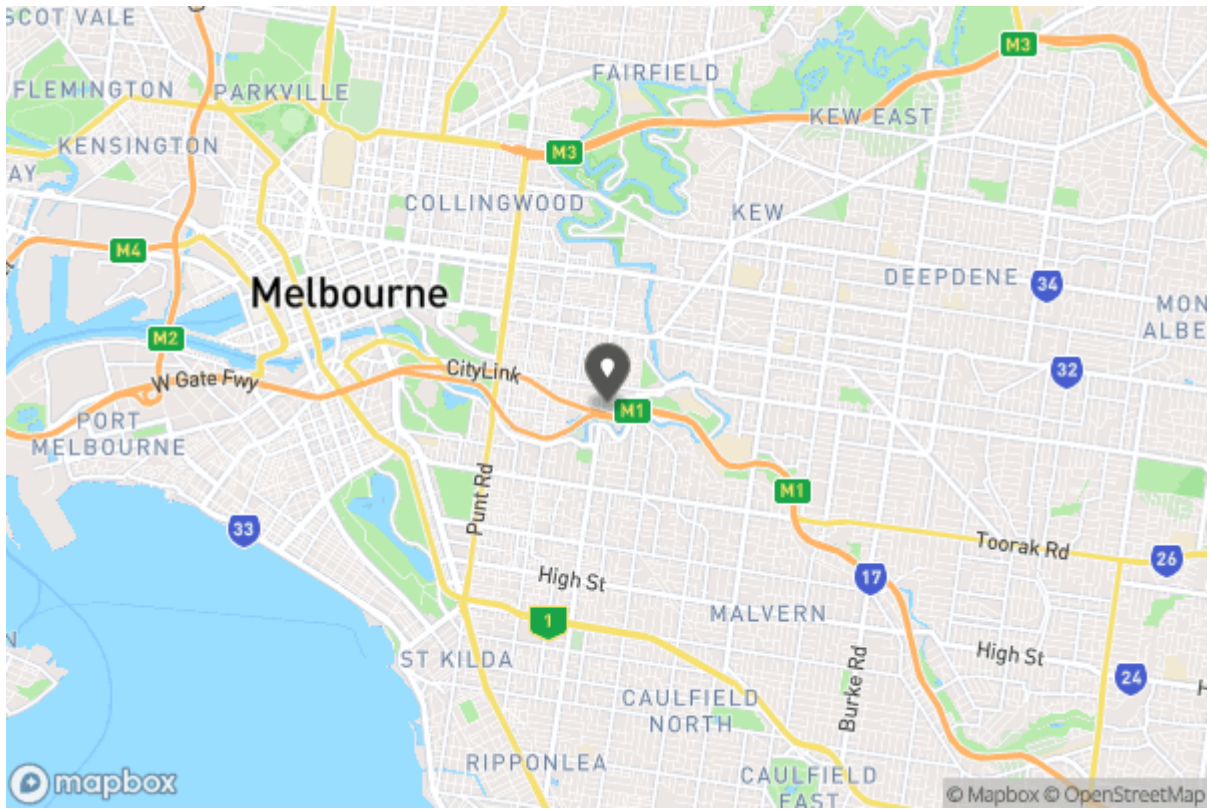 SCOT VALE
FAIRFIELD
M3
FLEMINGTON
PARKVILLE
KEW EAST
KENSINGTON
M3
AY
COLLINGWOOD
KEW
M4
DEEPDENE
34
Melbourne
MON
ALBER
M2
CityLink
32
W Gate Fwy
M1
PORT
MELBOURNE
Punt Rd
M1
33
Toorak Rd
26
High St
17
MALVERN
1
High St
ST KILDA
24
H
N
CAULFIELD
NORTH
Burke Rd
RIPPONLEA
CAULFIELD
EAST
mapbox
© Mapbox © OpenStreetMap